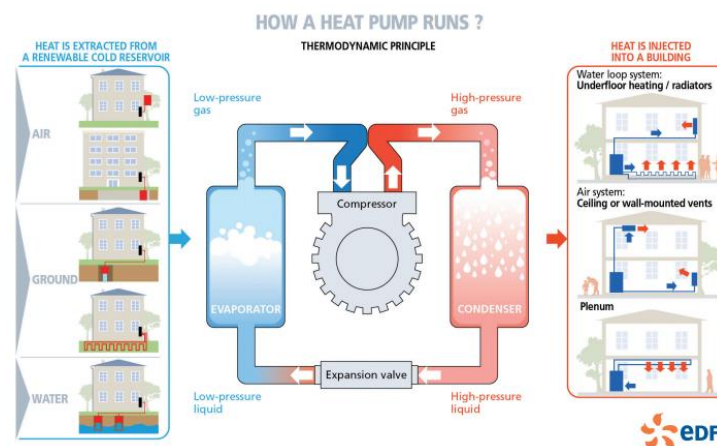 HOW A HEAT PUMP RUNS ?
HEAT IS EXTRACTED FROM
A RENEWABLE COLD RESERVOIR
THERMODYNAMIC PRINCIPLE
HEAT IS INJECTED
INTO A BUILDING
AIR
GROUND
WATER
Low-pressure
gas
High-pressure
gas
Compressor
EVAPORATOR
CONDENSER
Expansion valve
Low-pressure
liquid
High-pressure
liquid
Water loop system:
Underfloor heating / radiators
Air system:
Ceiling or wall-mounted vents
Plenum
eDF